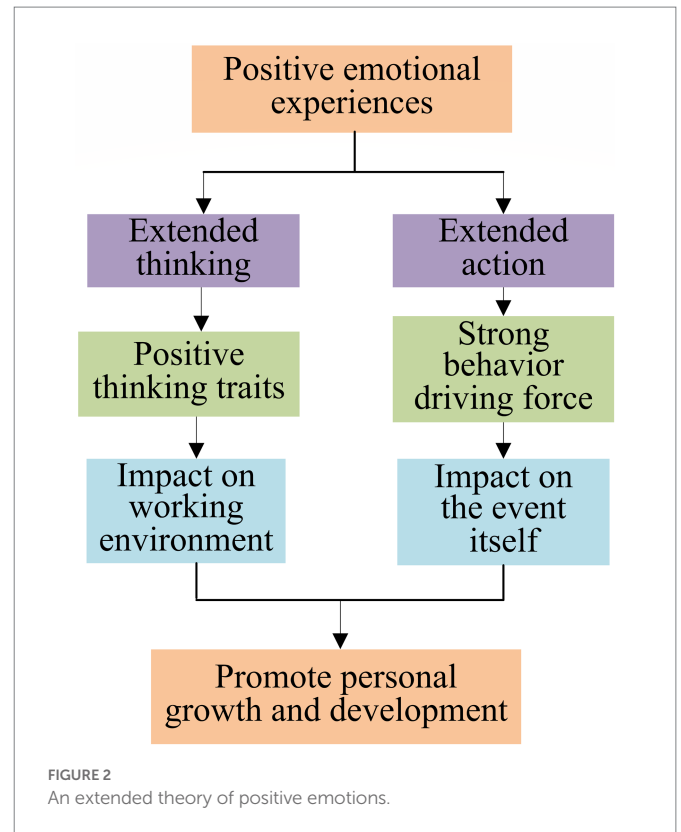 Positive emotional
experiences
Extended
thinking
Extended
action
Positive
thinking traits
Strong
behavior
driving force
Impact on
working
environment
Impact on
the event
itself
Promote personal
growth and development
FIGURE 2
An extended theory of positive emotions.